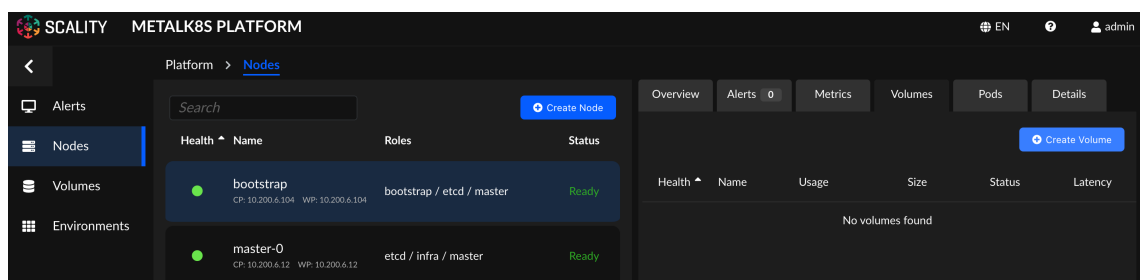 SCALITY METALK8S PLATFORM EN ? admin
Platform > Nodes
Alerts
Nodes
Volumes
Environments
Search Create Node
Health Name Roles Status
bootstrap bootstrap / etcd / master Ready
CP: 10.200.6.104 WP: 10.200.6.104
master-0 etcd / infra / master Ready
CP: 10.200.6.12 WP: 10.200.6.12
Overview Alerts 0 Metrics Volumes Pods Details
Create Volume
Health Name Usage Size Status Latency
No volumes found